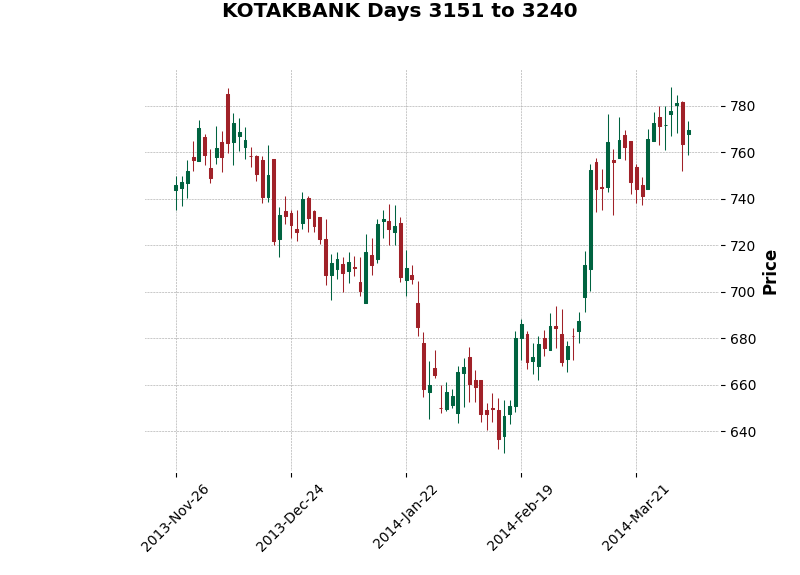 KOTAKBANK Days 3151 to 3240
780
760
740
720
700
680
660
640
Price
2013-Nov-26
2013-Dec-24
2014-Jan-22
2014-Feb-19
2014-Mar-21